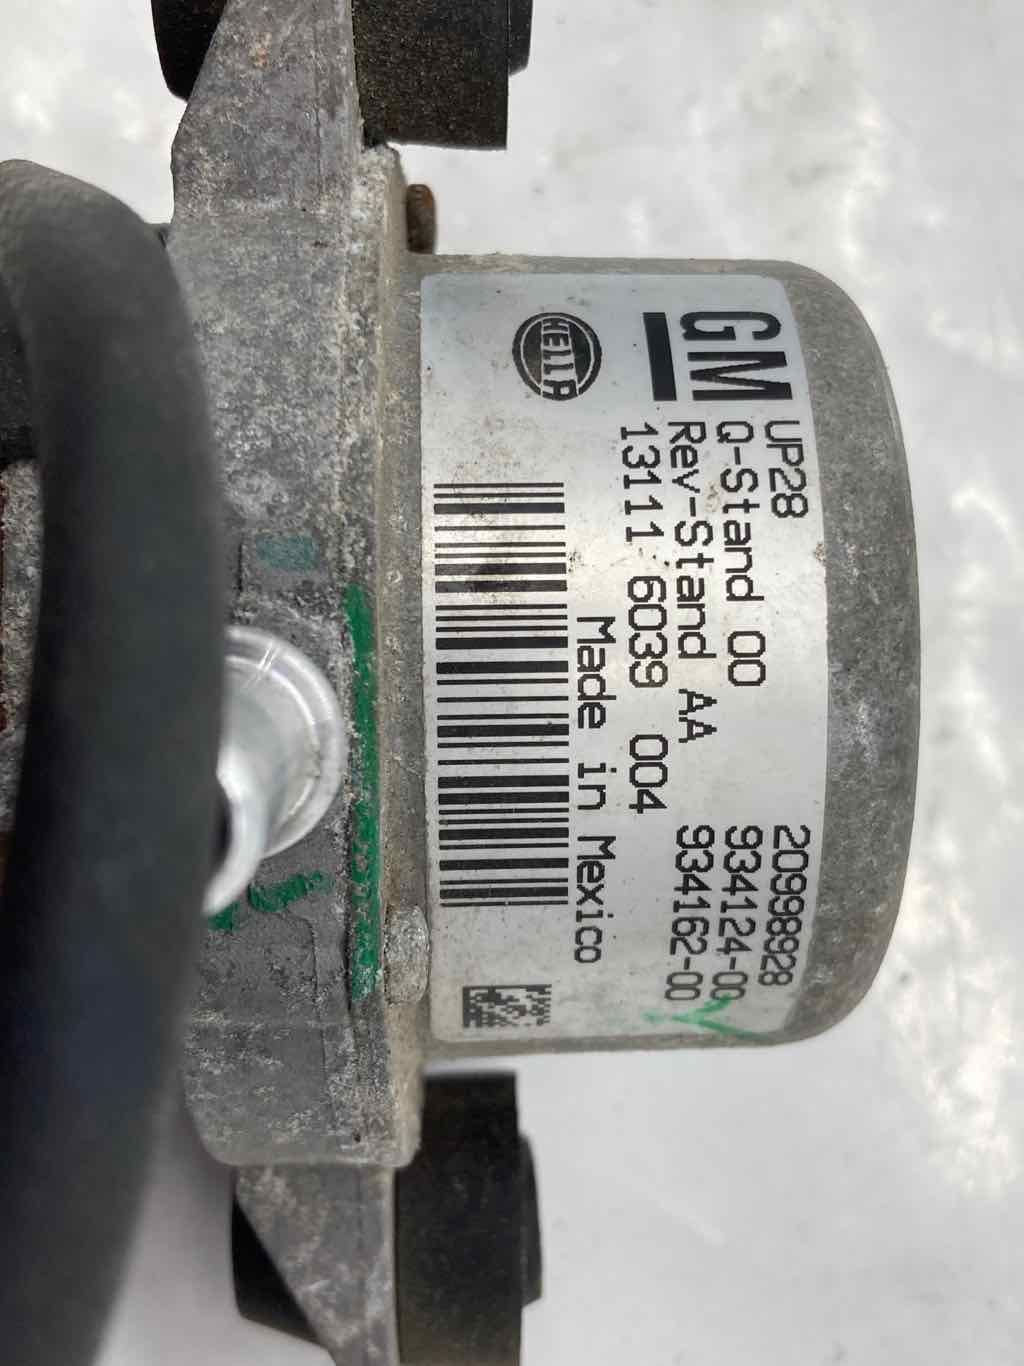 GM
UP28 20998928
Q-Stand 00 934124-00
Rev-Stand AA 934162-00
13111 6039 004
HELLA
Made in Mexico